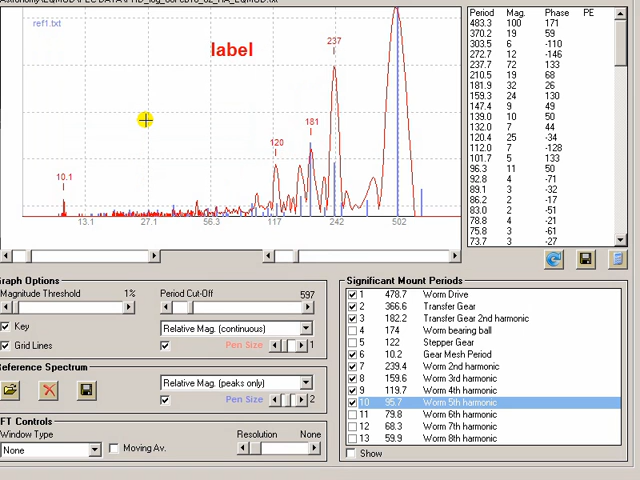 ref1.txt
label
237
181
120
10.1
13.1 27.1 56.3 117 242 502
Period Mag. Phase PE
483.3 100 171
370.2 19 59
303.5 6 -110
272.7 12 -146
237.7 72 133
210.5 19 68
181.9 32 26
159.3 24 130
147.4 9 49
139.0 10 50
132.0 7 44
120.4 25 -34
112.0 7 -128
101.7 5 133
96.3 11 50
92.8 4 -71
89.1 3 -32
86.2 2 -17
83.0 2 -51
78.8 4 21
75.8 3 -61
73.7 3 -27
Graph Options
Magnitude Threshold 1%
Period Cut-Off 597
Key
Relative Mag. (continuous)
Grid Lines
Pen Size 1
Reference Spectrum
Relative Mag. (peaks only)
Pen Size 2
FT Controls
Window Type
None
Moving Av.
Resolution None
Significant Mount Periods
1 478.7 Worm Drive
2 366.6 Transfer Gear
3 182.2 Transfer Gear 2nd harmonic
4 174 Worm bearing ball
5 122 Stepper Gear
6 10.2 Gear Mesh Period
7 239.4 Worm 2nd harmonic
8 159.6 Worm 3rd harmonic
9 119.7 Worm 4th harmonic
10 95.7 Worm 5th harmonic
11 79.8 Worm 6th harmonic
12 68.3 Worm 7th harmonic
13 59.9 Worm 8th harmonic
Show